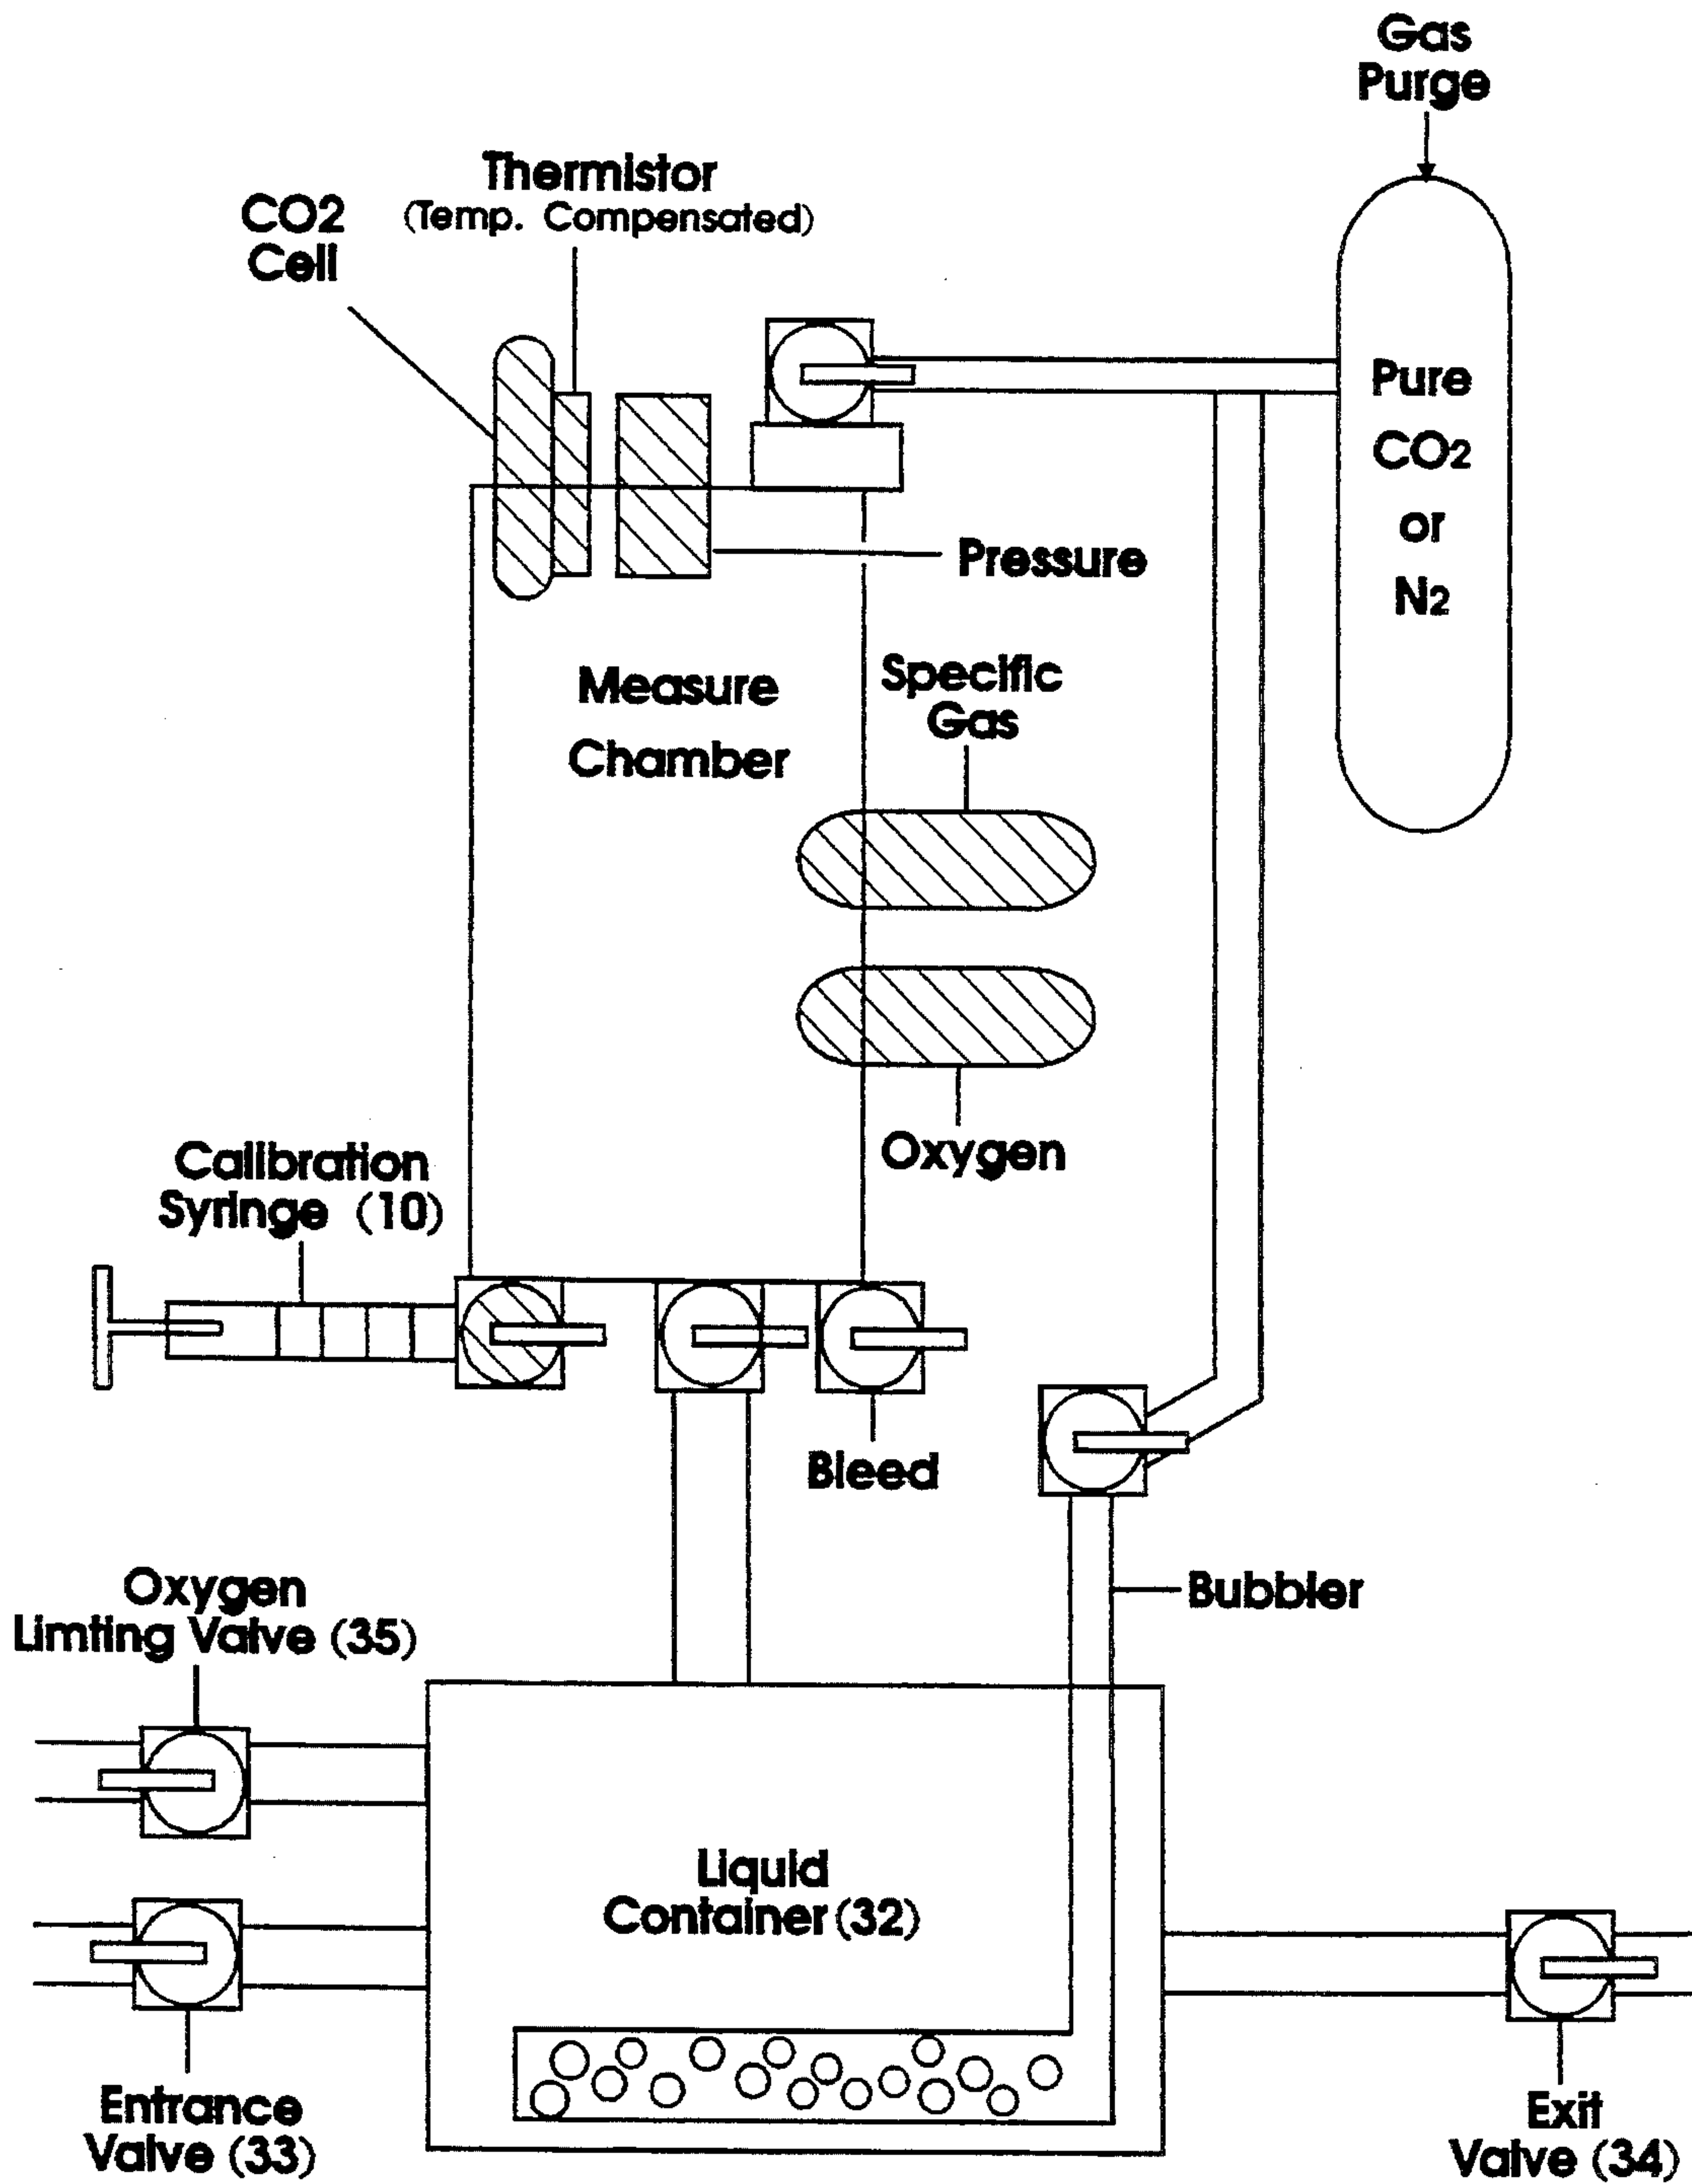 Gas
Purge
Thermistor
(Temp. Compensated)
CO2
Cell
Pure
CO2
or
N2
Pressure
Measure
Chamber
Specific
Gas
Oxygen
Calibration
Syringe (10)
Bleed
Bubbler
Oxygen
Limting Valve (35)
Liquid
Container (32)
Entrance
Valve (33)
Exit
Valve (34)